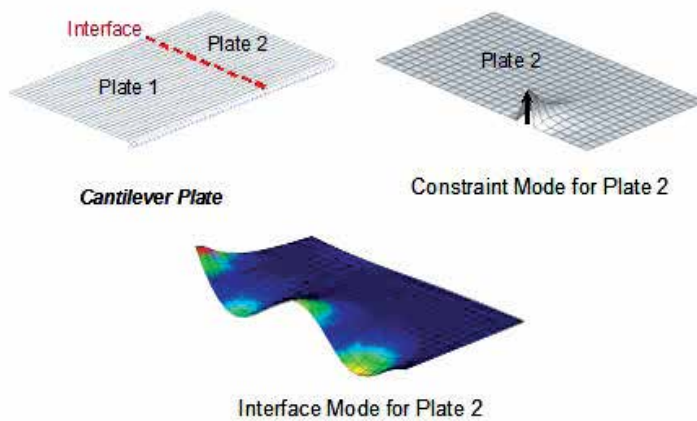 Interface
Plate 2
Plate 1
Cantilever Plate
Plate 2
Constraint Mode for Plate 2
Interface Mode for Plate 2